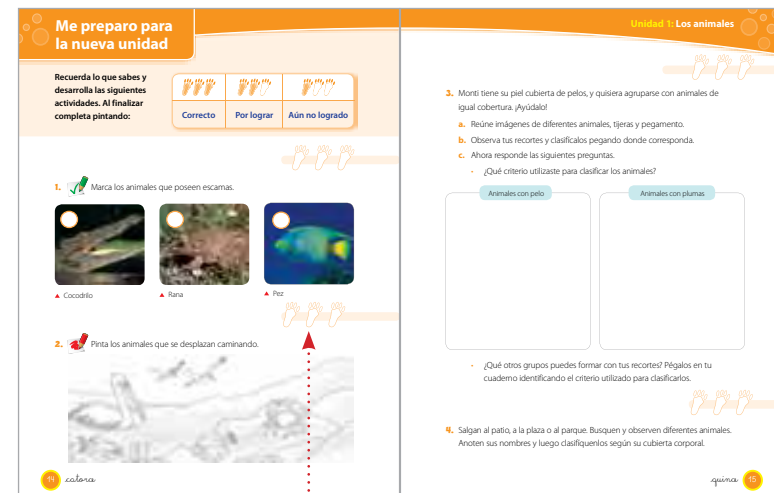 Me preparo para
la nueva unidad
Recuerda lo que sabes y
desarrolla las siguientes
actividades. Al finalizar
completa pintando:
Correcto
Por lograr
Aún no logrado
1. Marca los animales que poseen escamas.
Cocodrilo
Rana
Pez
2. Pinta los animales que se desplazan caminando.
14 catorce
Unidad 1: Los animales
3. Monti tiene su piel cubierta de pelos, y quisiera agruparse con animales de
igual cobertura. ¡Ayúdalo!
a. Reúne imágenes de diferentes animales, tijeras y pegamento.
b. Observa tus recortes y clasifícalos pegando donde corresponda.
c. Ahora responde las siguientes preguntas.
- ¿Qué criterio utilizaste para clasificar los animales?
Animales con pelo
Animales con plumas
- ¿Qué otros grupos puedes formar con tus recortes? Pégalos en tu
cuaderno identificando el criterio utilizado para clasificarlos.
4. Salgan al patio, a la plaza o al parque. Busquen y observen diferentes animales.
Anoten sus nombres y luego clasifíquenlos según su cubierta corporal.
15